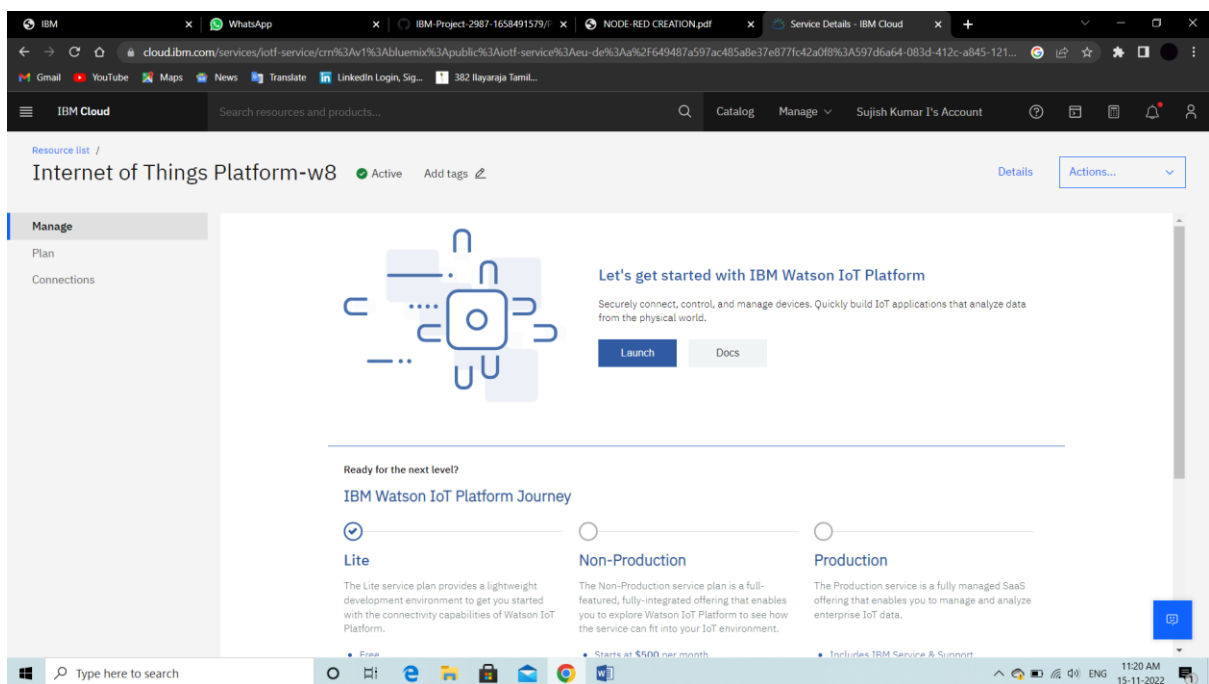 IBM
WhatsApp
IBM-Project-2987-1658491579/F
NODE-RED CREATION.pdf
Service Details - IBM Cloud
cloud.ibm.com/services/iotf-service/crn%3Av1%3Abluemix%3Apublic%3Aiotf-service%3Aeu-de%3Aa%2F649487a597ac485a8e37e877fc42a0f8%3A597d6a64-083d-412c-a845-121...
Gmail YouTube Maps News Translate LinkedIn Login, Sig... 382 Ilayaraja Tamil...
IBM Cloud Search resources and products... Catalog Manage Sujish Kumar I's Account
Resource list /
Internet of Things Platform-w8 Active Add tags Details Actions...
Manage
Plan
Connections
Let's get started with IBM Watson IoT Platform
Securely connect, control, and manage devices. Quickly build IoT applications that analyze data
from the physical world.
Launch Docs
Ready for the next level?
IBM Watson IoT Platform Journey
Lite
The Lite service plan provides a lightweight
development environment to get you started
with the connectivity capabilities of Watson IoT
Platform.
• Free
Non-Production
The Non-Production service plan is a full-
featured, fully-integrated offering that enables
you to explore Watson IoT Platform to see how
the service can fit into your IoT environment.
• Starts at $500 per month
Production
The Production service is a fully managed SaaS
offering that enables you to manage and analyze
enterprise IoT data.
• Includes IBM Service & Support
Type here to search
ENG
11:20 AM
15-11-2022